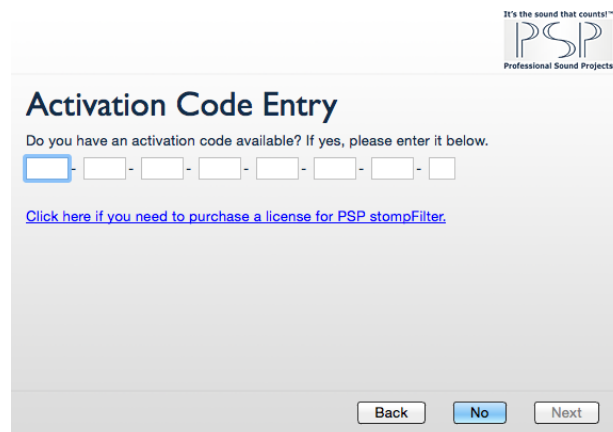 It's the sound that counts!™
PSP
Professional Sound Projects
Activation Code Entry
Do you have an activation code available? If yes, please enter it below.
- - - - - - -
Click here if you need to purchase a license for PSP stompFilter.
Back No Next